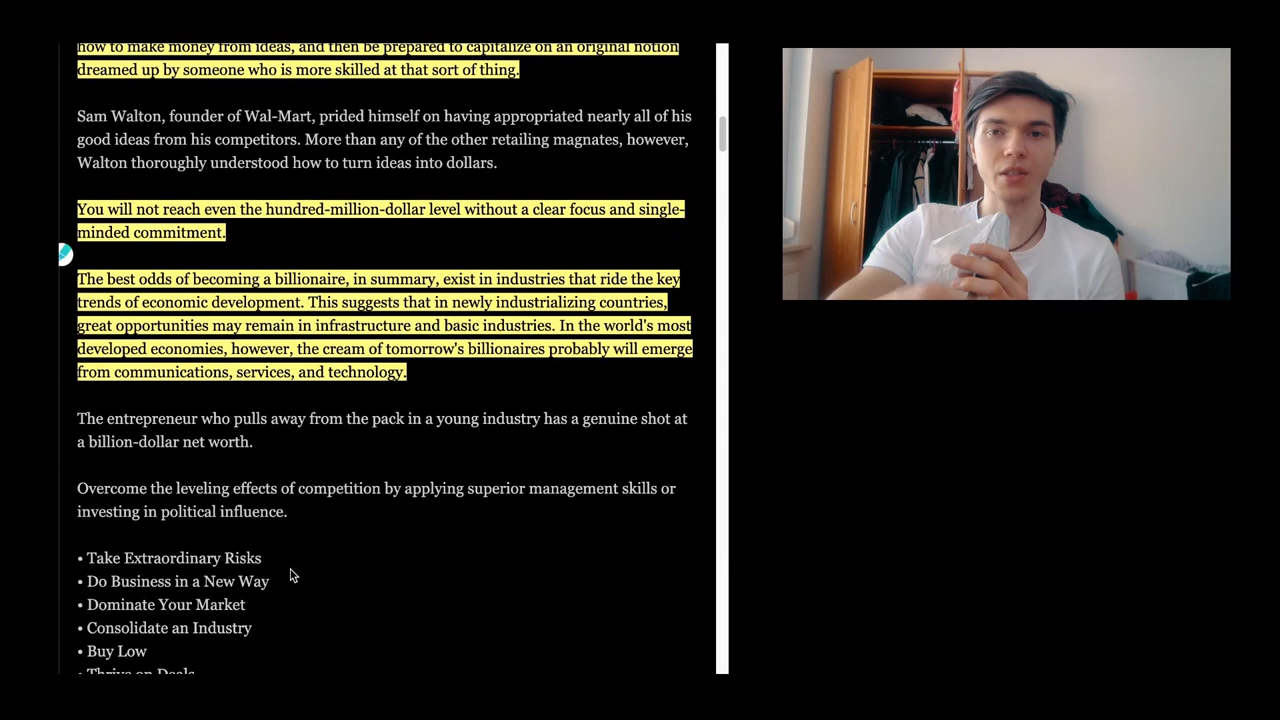 how to make money from ideas, and then be prepared to capitalize on an original notion
dreamed up by someone who is more skilled at that sort of thing.
Sam Walton, founder of Wal-Mart, prided himself on having appropriated nearly all of his
good ideas from his competitors. More than any of the other retailing magnates, however,
Walton thoroughly understood how to turn ideas into dollars.
You will not reach even the hundred-million-dollar level without a clear focus and single-
minded commitment.
The best odds of becoming a billionaire, in summary, exist in industries that ride the key
trends of economic development. This suggests that in newly industrializing countries,
great opportunities may remain in infrastructure and basic industries. In the world's most
developed economies, however, the cream of tomorrow's billionaires probably will emerge
from communications, services, and technology.
The entrepreneur who pulls away from the pack in a young industry has a genuine shot at
a billion-dollar net worth.
Overcome the leveling effects of competition by applying superior management skills or
investing in political influence.
• Take Extraordinary Risks
• Do Business in a New Way
• Dominate Your Market
• Consolidate an Industry
• Buy Low
• Thrive on Deals